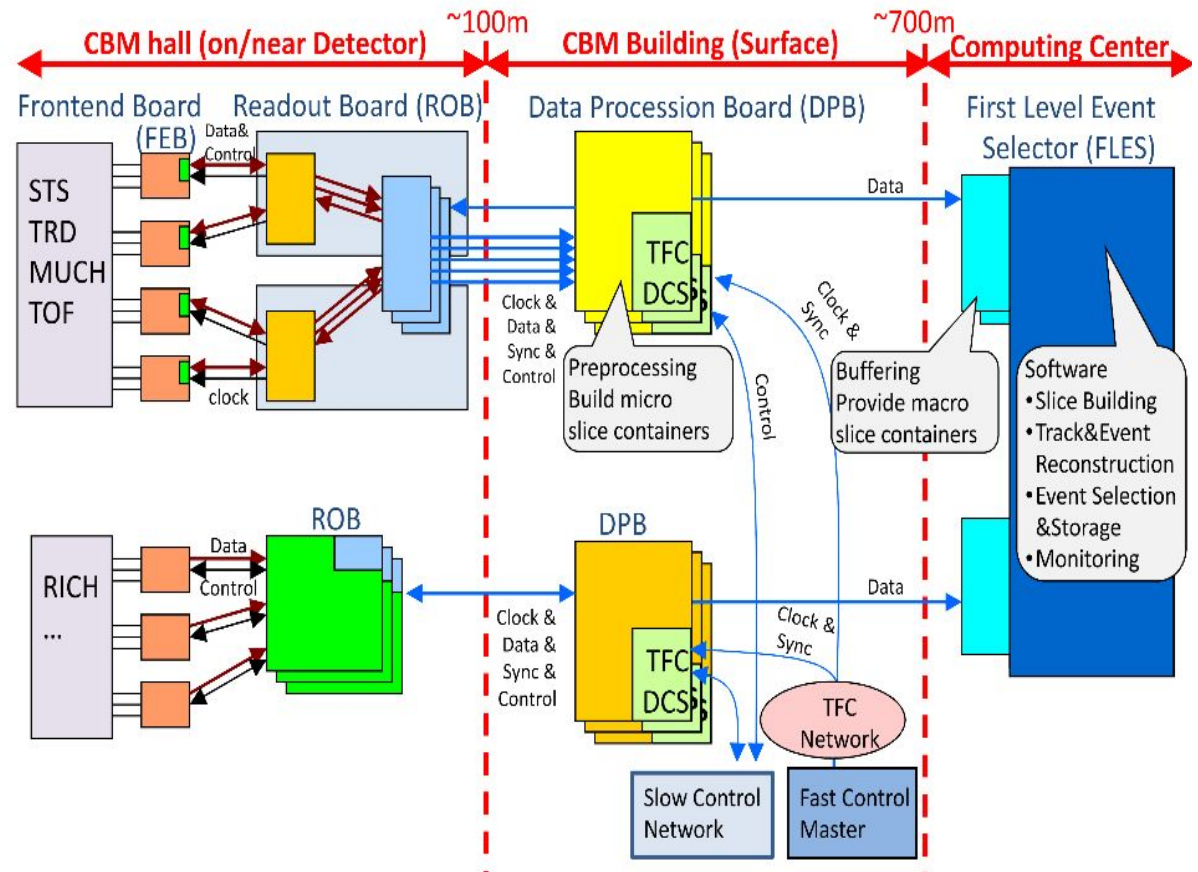 ~100m
~700m
CBM hall (on/near Detector)
CBM Building (Surface)
Computing Center
Frontend Board
(FEB)
Readout Board (ROB)
Data Procession Board (DPB)
First Level Event
Selector (FLES)
Data&
Control
STS
TRD
MUCH
TOF
clock
Clock &
Data &
Sync &
Control
TFC
DCS
Preprocessing
Build micro
slice containers
Clock &
Sync
Control
Data
Buffering
Provide macro
slice containers
Software
•Slice Building
•Track&Event
Reconstruction
•Event Selection
&Storage
•Monitoring
ROB
DPB
RICH
...
Data
Control
Clock &
Data &
Sync &
Control
TFC
DCS
Clock &
Sync
Data
TFC
Network
Slow Control
Network
Fast Control
Master